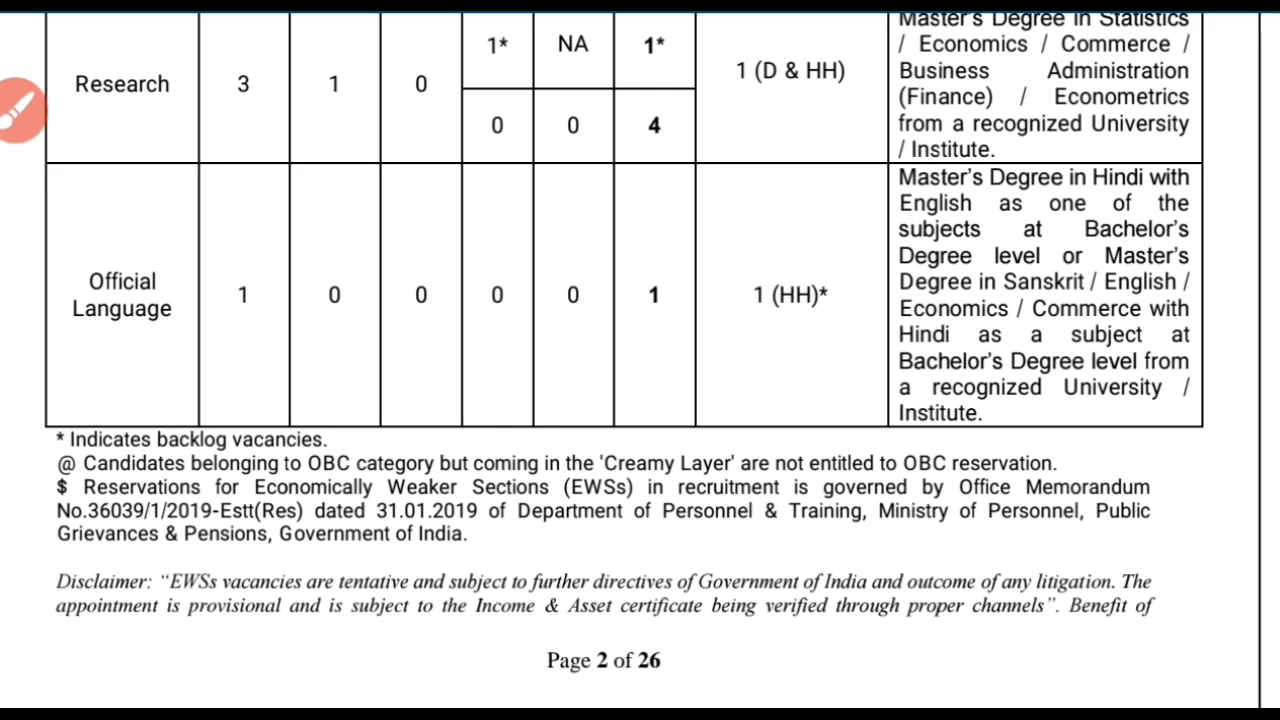 Master's Degree in Statistics
/ Economics / Commerce /
Business Administration
(Finance) / Econometrics
from a recognized University
/ Institute.
Research 3 1 0
1* NA 1*
0 0 4
1 (D & HH)
Official
Language
1 0 0 0 0 1 1 (HH)*
Master's Degree in Hindi with
English as one of the
subjects at Bachelor's
Degree level or Master's
Degree in Sanskrit / English /
Economics / Commerce with
Hindi as a subject at
Bachelor's Degree level from
a recognized University /
Institute.
* Indicates backlog vacancies.
@ Candidates belonging to OBC category but coming in the 'Creamy Layer' are not entitled to OBC reservation.
$ Reservations for Economically Weaker Sections (EWSs) in recruitment is governed by Office Memorandum
No.36039/1/2019-Estt(Res) dated 31.01.2019 of Department of Personnel & Training, Ministry of Personnel, Public
Grievances & Pensions, Government of India.
Disclaimer: “EWSs vacancies are tentative and subject to further directives of Government of India and outcome of any litigation. The
appointment is provisional and is subject to the Income & Asset certificate being verified through proper channels”. Benefit of
Page 2 of 26